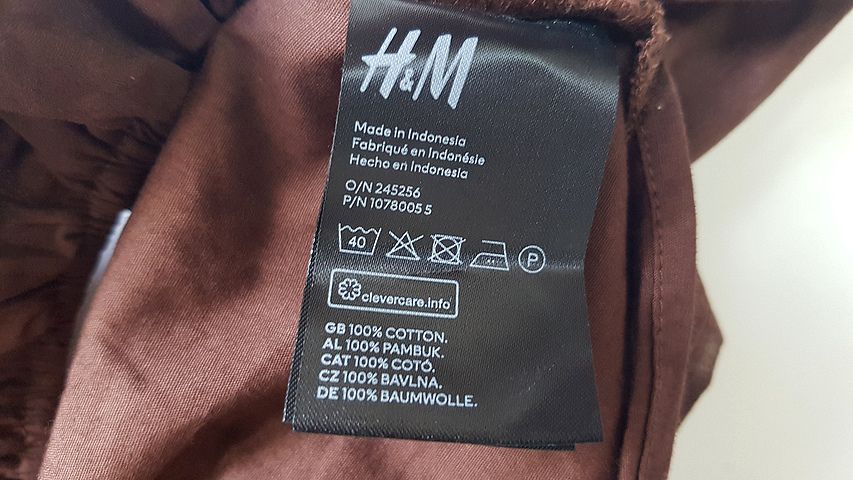 H&M
Made in Indonesia
Fabriqué en Indonésie
Hecho en Indonesia
O/N 245256
P/N 1078005 5
40 P
clevercare.info
GB 100% COTTON.
AL 100% PAMBUK.
CAT 100% COTÓ.
CZ 100% BAVLNA.
DE 100% BAUMWOLLE.